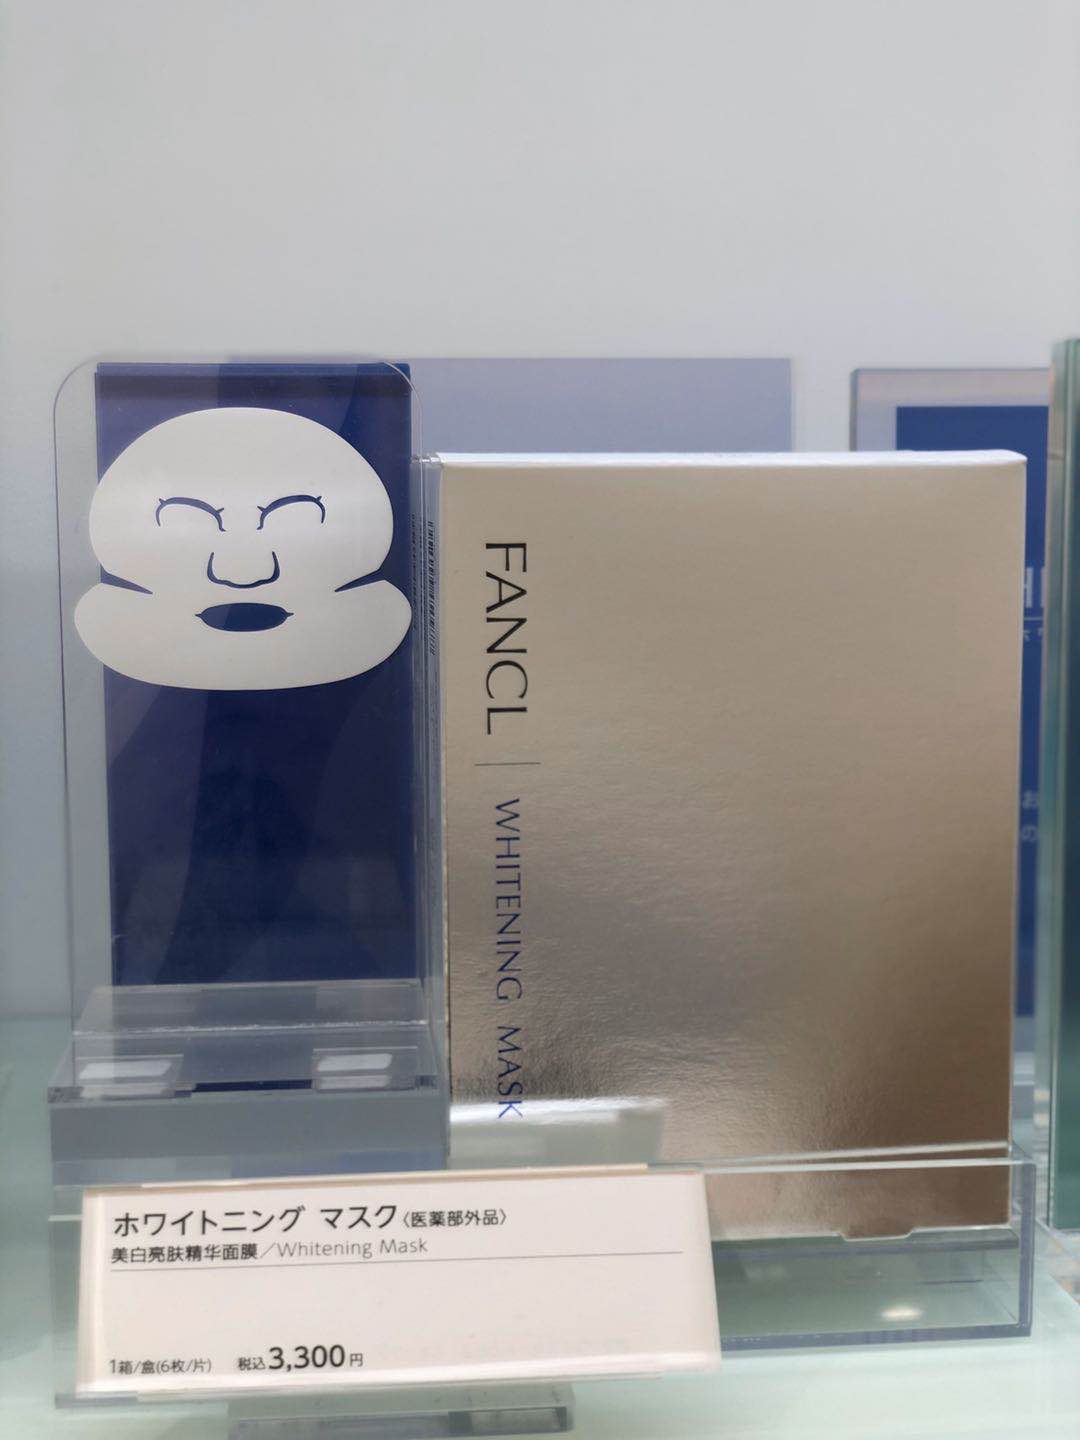 FANCL | WHITENING MASK
ホワイトニング マスク〈医薬部外品〉
美白亮肤精华面膜/Whitening Mask
1箱/盒(6枚/片) 税込3,300円
お
の